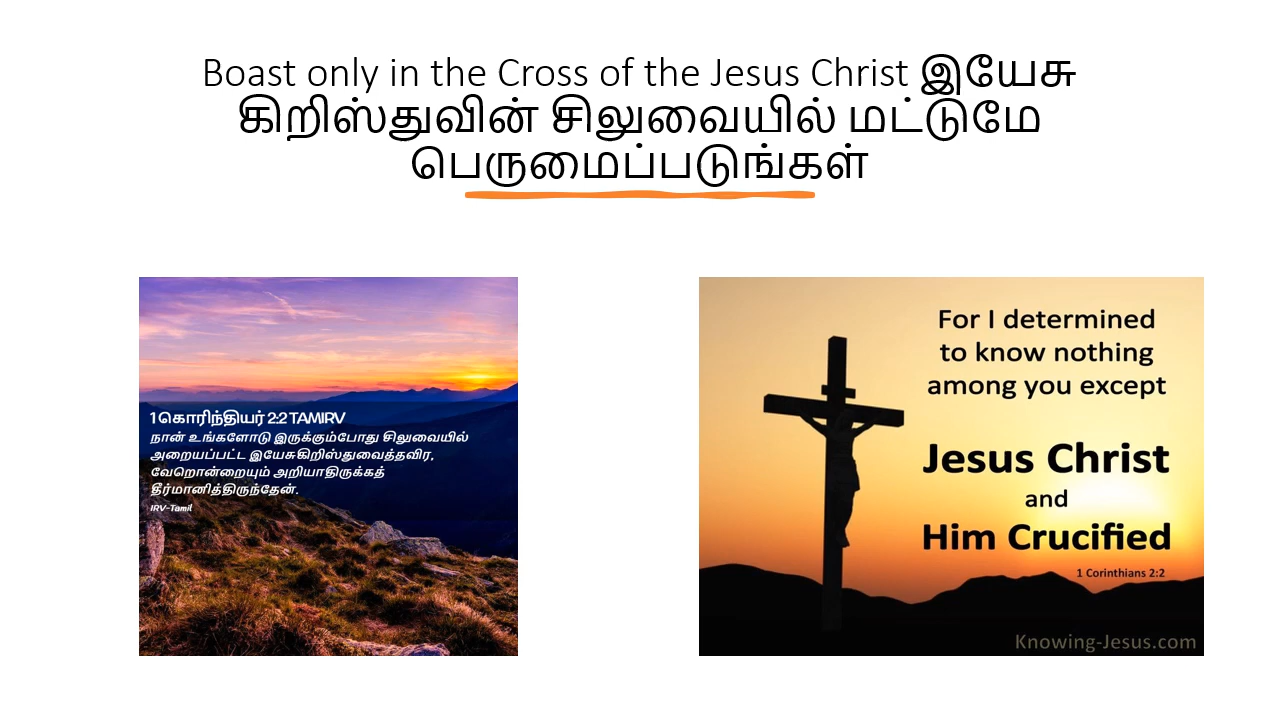 Boast only in the Cross of the Jesus Christ இயேசு
கிறிஸ்துவின் சிலுவையில் மட்டுமே
பெருமைப்படுங்கள்
1 கொரிந்தியர் 2:2 TAMIRV
நான் உங்களோடு இருக்கும்போது சிலுவையில்
அறையப்பட்ட இயேசுகிறிஸ்துவைத்தவிர,
வேறொன்றையும் அறியாதிருக்கத்
தீர்மானித்திருந்தேன்.
IRV-Tamil
For I determined
to know nothing
among you except
Jesus Christ
and
Him Crucified
1 Corinthians 2:2
Knowing-Jesus.com